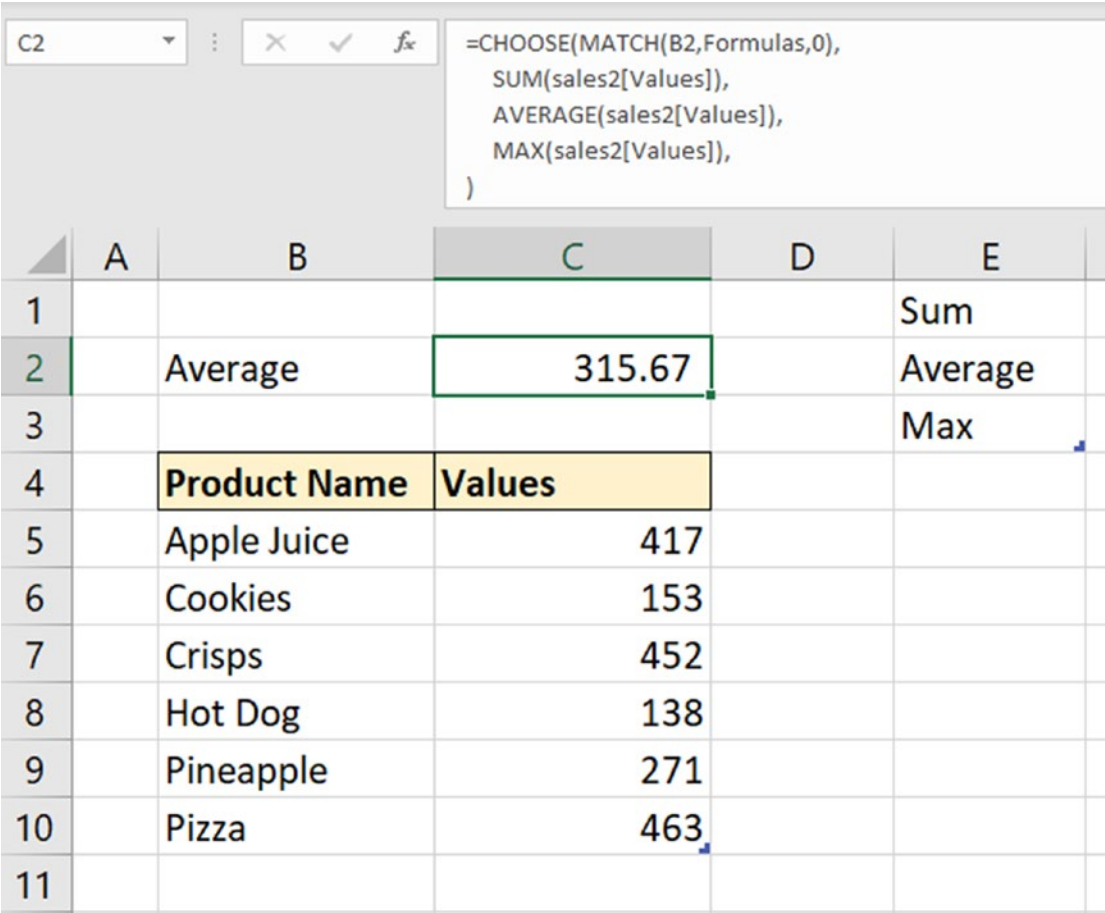 C2 fx =CHOOSE(MATCH(B2,Formulas,0),
SUM(sales2[Values]),
AVERAGE(sales2[Values]),
MAX(sales2[Values]),
)
A B C D E
1 Sum
2 Average 315.67 Average
3 Max
4 Product Name Values
5 Apple Juice 417
6 Cookies 153
7 Crisps 452
8 Hot Dog 138
9 Pineapple 271
10 Pizza 463
11